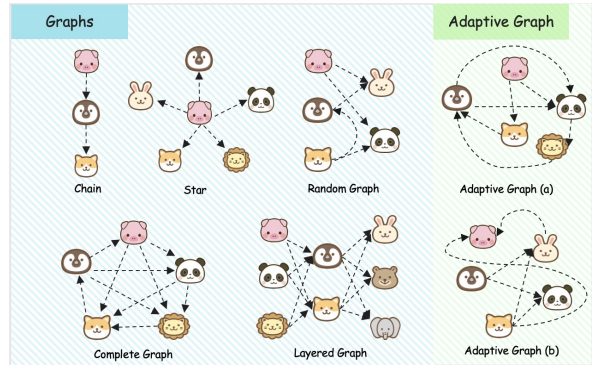 Graphs
Adaptive Graph
Chain
Star
Random Graph
Adaptive Graph (a)
Complete Graph
Layered Graph
Adaptive Graph (b)